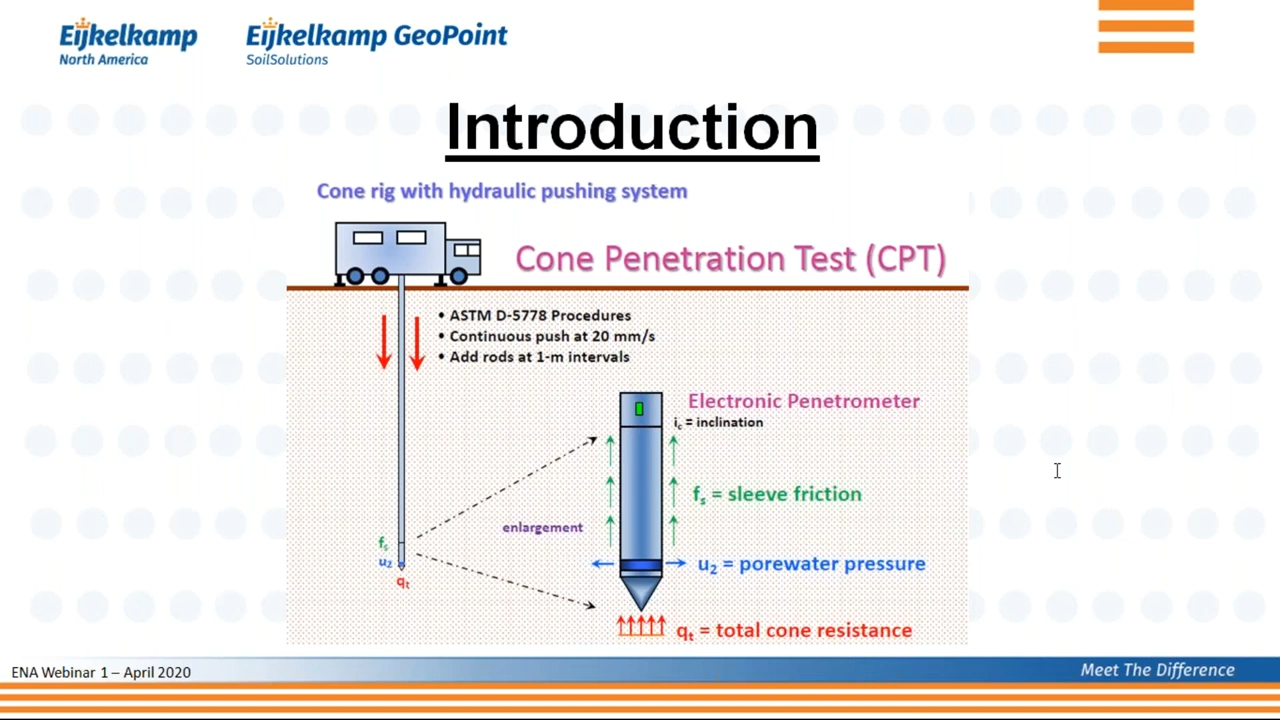 Eijkelkamp
North America
Eijkelkamp GeoPoint
SoilSolutions
Introduction
Cone rig with hydraulic pushing system
Cone Penetration Test (CPT)
• ASTM D-5778 Procedures
• Continuous push at 20 mm/s
• Add rods at 1-m intervals
Electronic Penetrometer
ic = inclination
fs = sleeve friction
enlargement
fs
u2
qt
u2 = porewater pressure
qt = total cone resistance
ENA Webinar 1 – April 2020
Meet The Difference